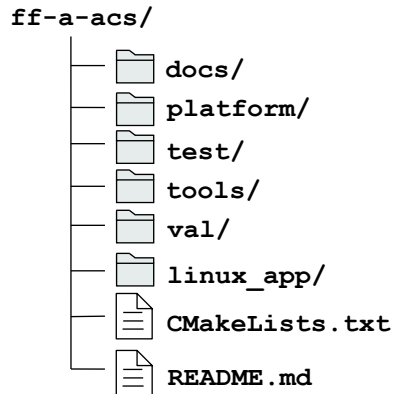 ff-a-acs/
docs/
platform/
test/
tools/
val/
linux_app/
CMakeLists.txt
README.md